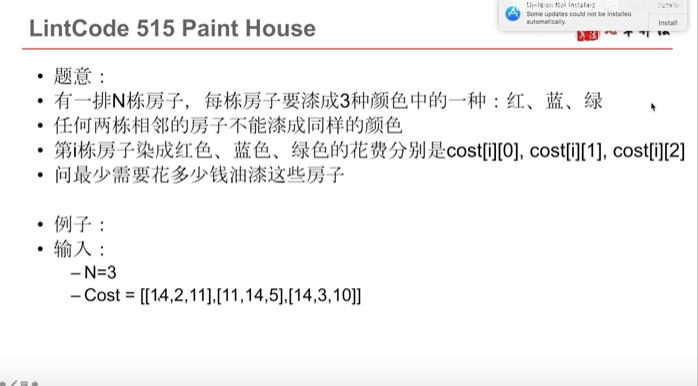 Updates Not Installed
Some updates could not be installed
automatically.
Install
LintCode 515 Paint House
• 题意：
• 有一排N栋房子，每栋房子要漆成3种颜色中的一种：红、蓝、绿
• 任何两栋相邻的房子不能漆成同样的颜色
• 第i栋房子染成红色、蓝色、绿色的花费分别是cost[i][0], cost[i][1], cost[i][2]
• 问最少需要花多少钱油漆这些房子
• 例子：
• 输入：
– N=3
– Cost = [[14,2,11],[11,14,5],[14,3,10]]